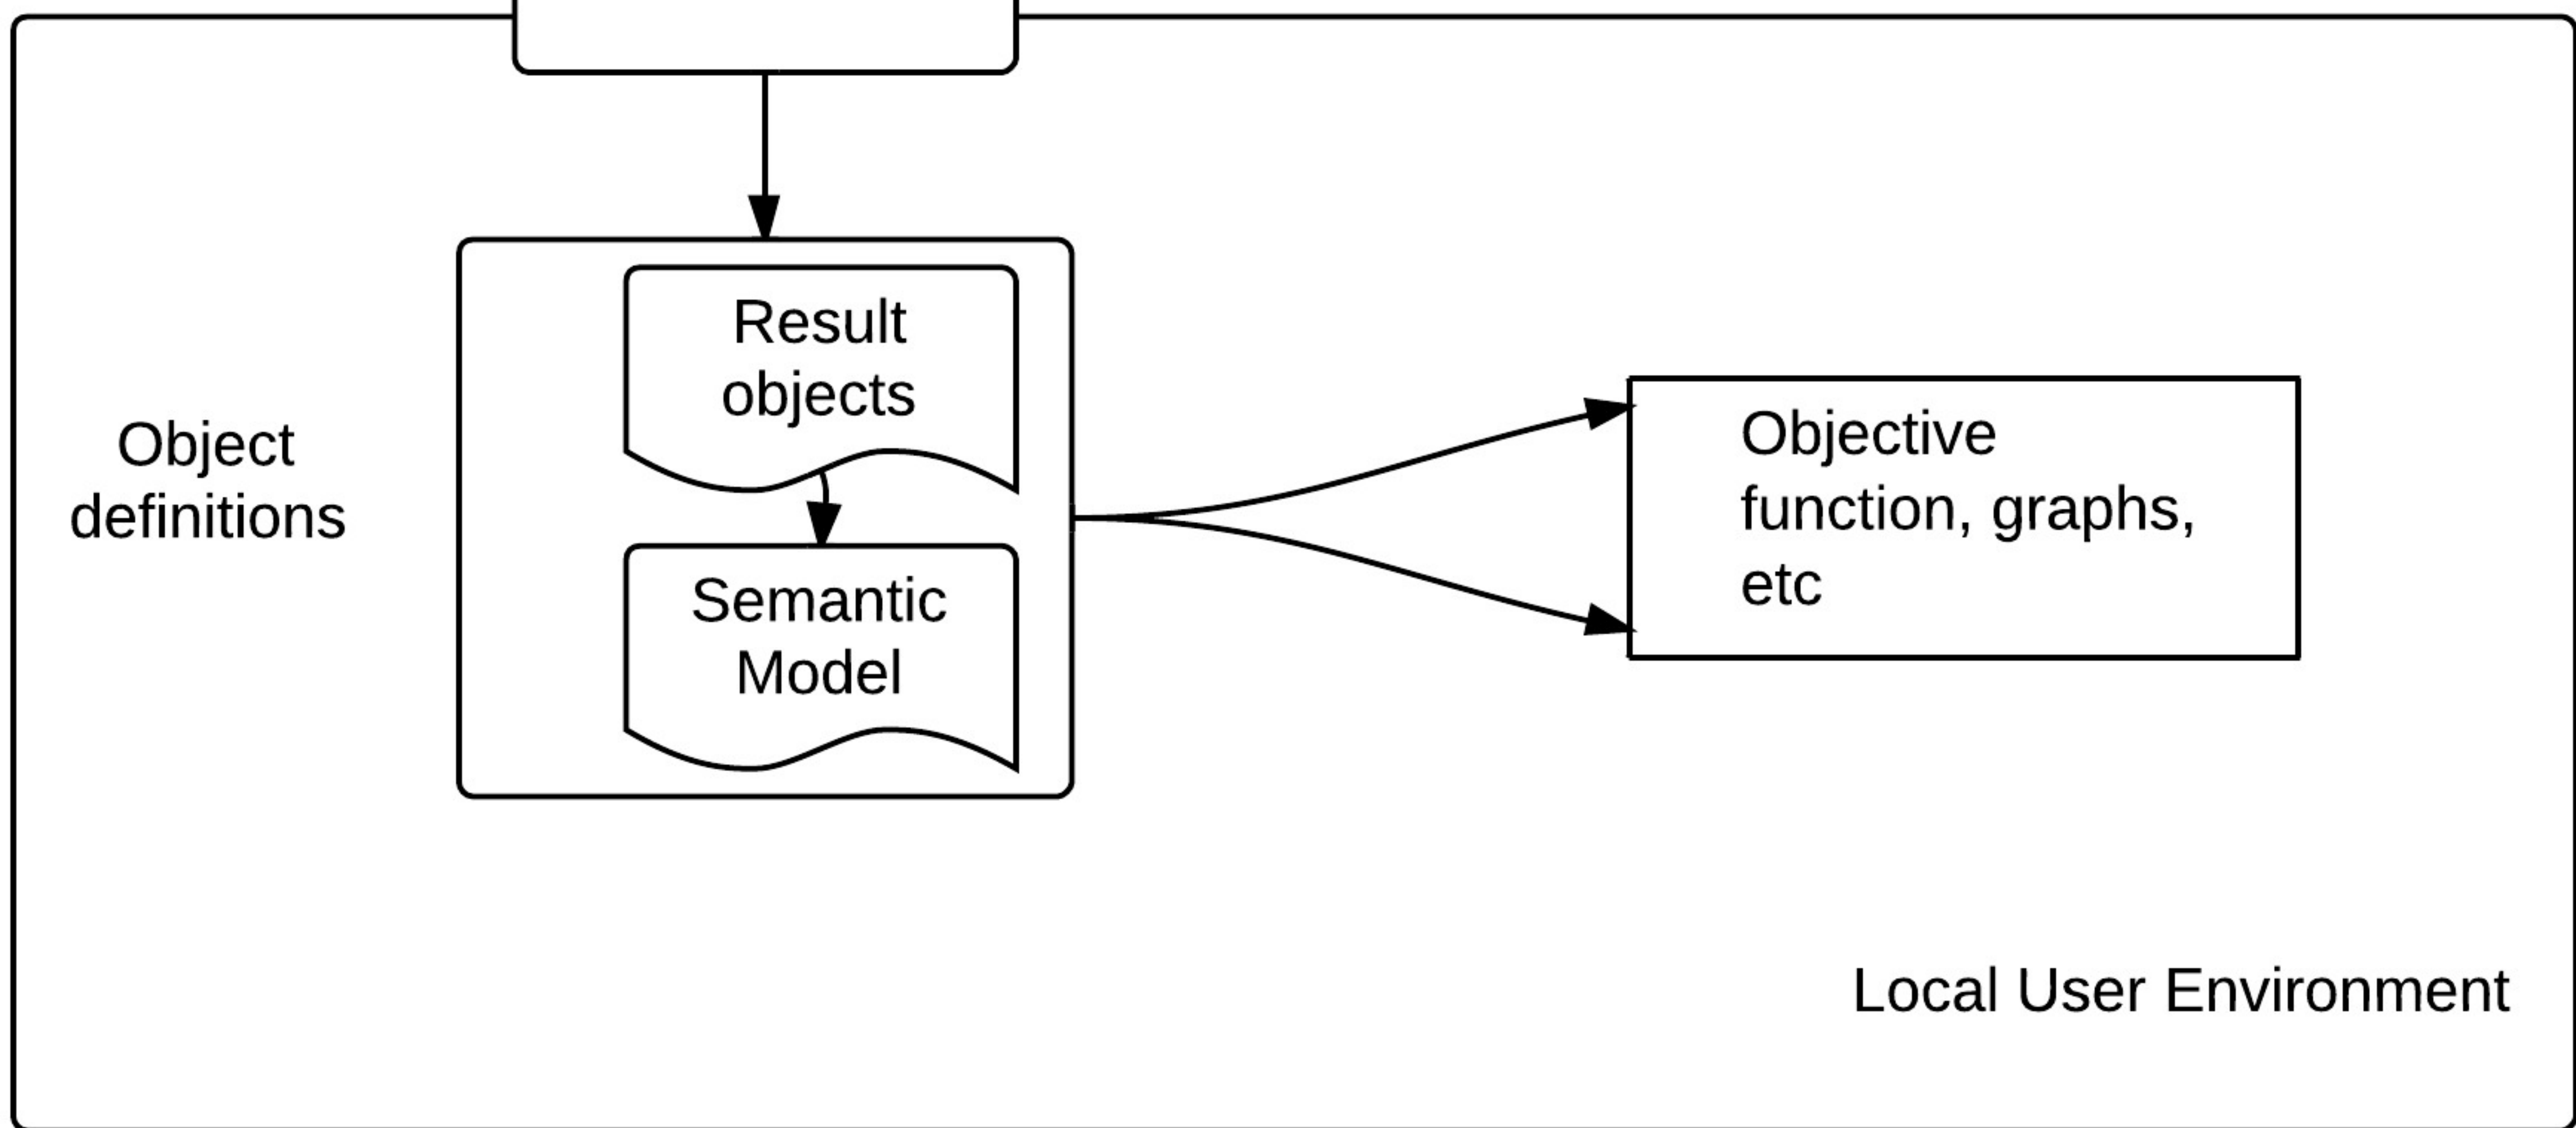 Result
objects
Object
definitions
Objective
function, graphs,
etc
Semantic
Model
Local User Environment